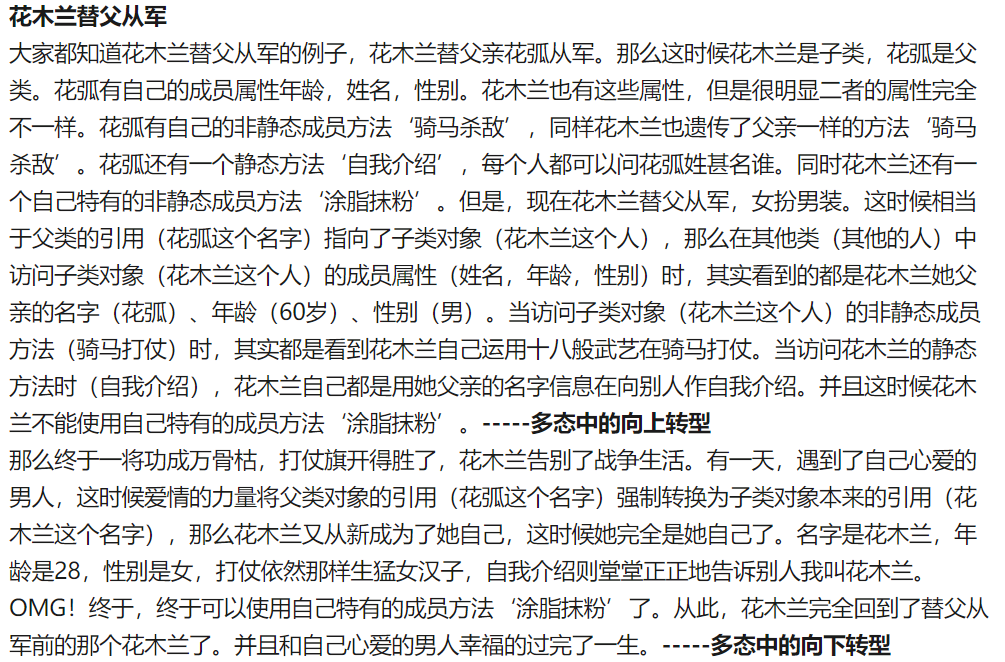 花木兰替父从军
大家都知道花木兰替父从军的例子，花木兰替父亲花弧从军。那么这时候花木兰是子类，花弧是父
类。花弧有自己的成员属性年龄，姓名，性别。花木兰也有这些属性，但是很明显二者的属性完全
不一样。花弧有自己的非静态成员方法‘骑马杀敌’，同样花木兰也遗传了父亲一样的方法‘骑马
杀敌’。花弧还有一个静态方法‘自我介绍’，每个人都可以问花弧姓甚名谁。同时花木兰还有一
个自己特有的非静态成员方法‘涂脂抹粉’。但是，现在花木兰替父从军，女扮男装。这时候相当
于父类的引用（花弧这个名字）指向了子类对象（花木兰这个人），那么在其他类（其他的人）中
访问子类对象（花木兰这个人）的成员属性（姓名，年龄，性别）时，其实看到的都是花木兰她父
亲的名字（花弧）、年龄（60岁）、性别（男）。当访问子类对象（花木兰这个人）的非静态成员
方法（骑马打仗）时，其实都是看到花木兰自己运用十八般武艺在骑马打仗。当访问花木兰的静态
方法时（自我介绍），花木兰自己都是用她父亲的名字信息在向别人作自我介绍。并且这时候花木
兰不能使用自己特有的成员方法‘涂脂抹粉’。-----多态中的向上转型
那么终于一将功成万骨枯，打仗旗开得胜了，花木兰告别了战争生活。有一天，遇到了自己心爱的
男人，这时候爱情的力量将父类对象的引用（花弧这个名字）强制转换为子类对象本来的引用（花
木兰这个名字），那么花木兰又从新成为了她自己，这时候她完全是她自己了。名字是花木兰，年
龄是28，性别是女，打仗依然那样生猛女汉子，自我介绍则堂堂正正地告诉别人我叫花木兰。
OMG！终于，终于可以使用自己特有的成员方法‘涂脂抹粉’了。从此，花木兰完全回到了替父从
军前的那个花木兰了。并且和自己心爱的男人幸福的过完了一生。-----多态中的向下转型